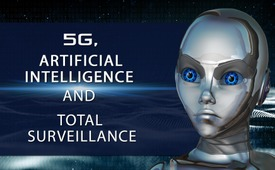 5G,
ARTIFICIAL
INTELLIGENCE
AND
TOTAL
SURVEILLANCE